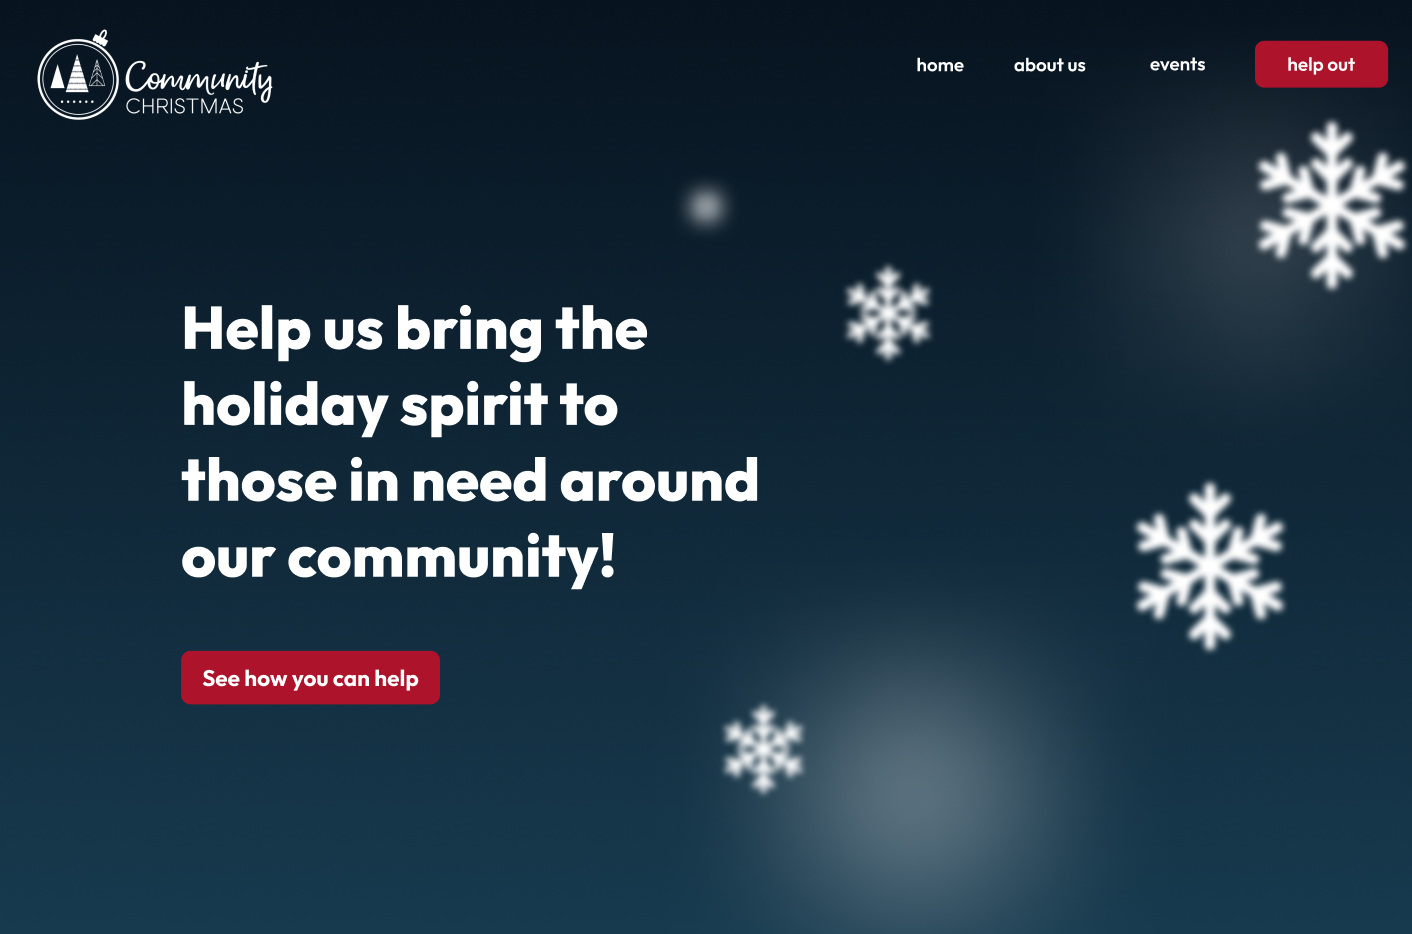 Community
CHRISTMAS
home about us events help out
Help us bring the
holiday spirit to
those in need around
our community!
See how you can help